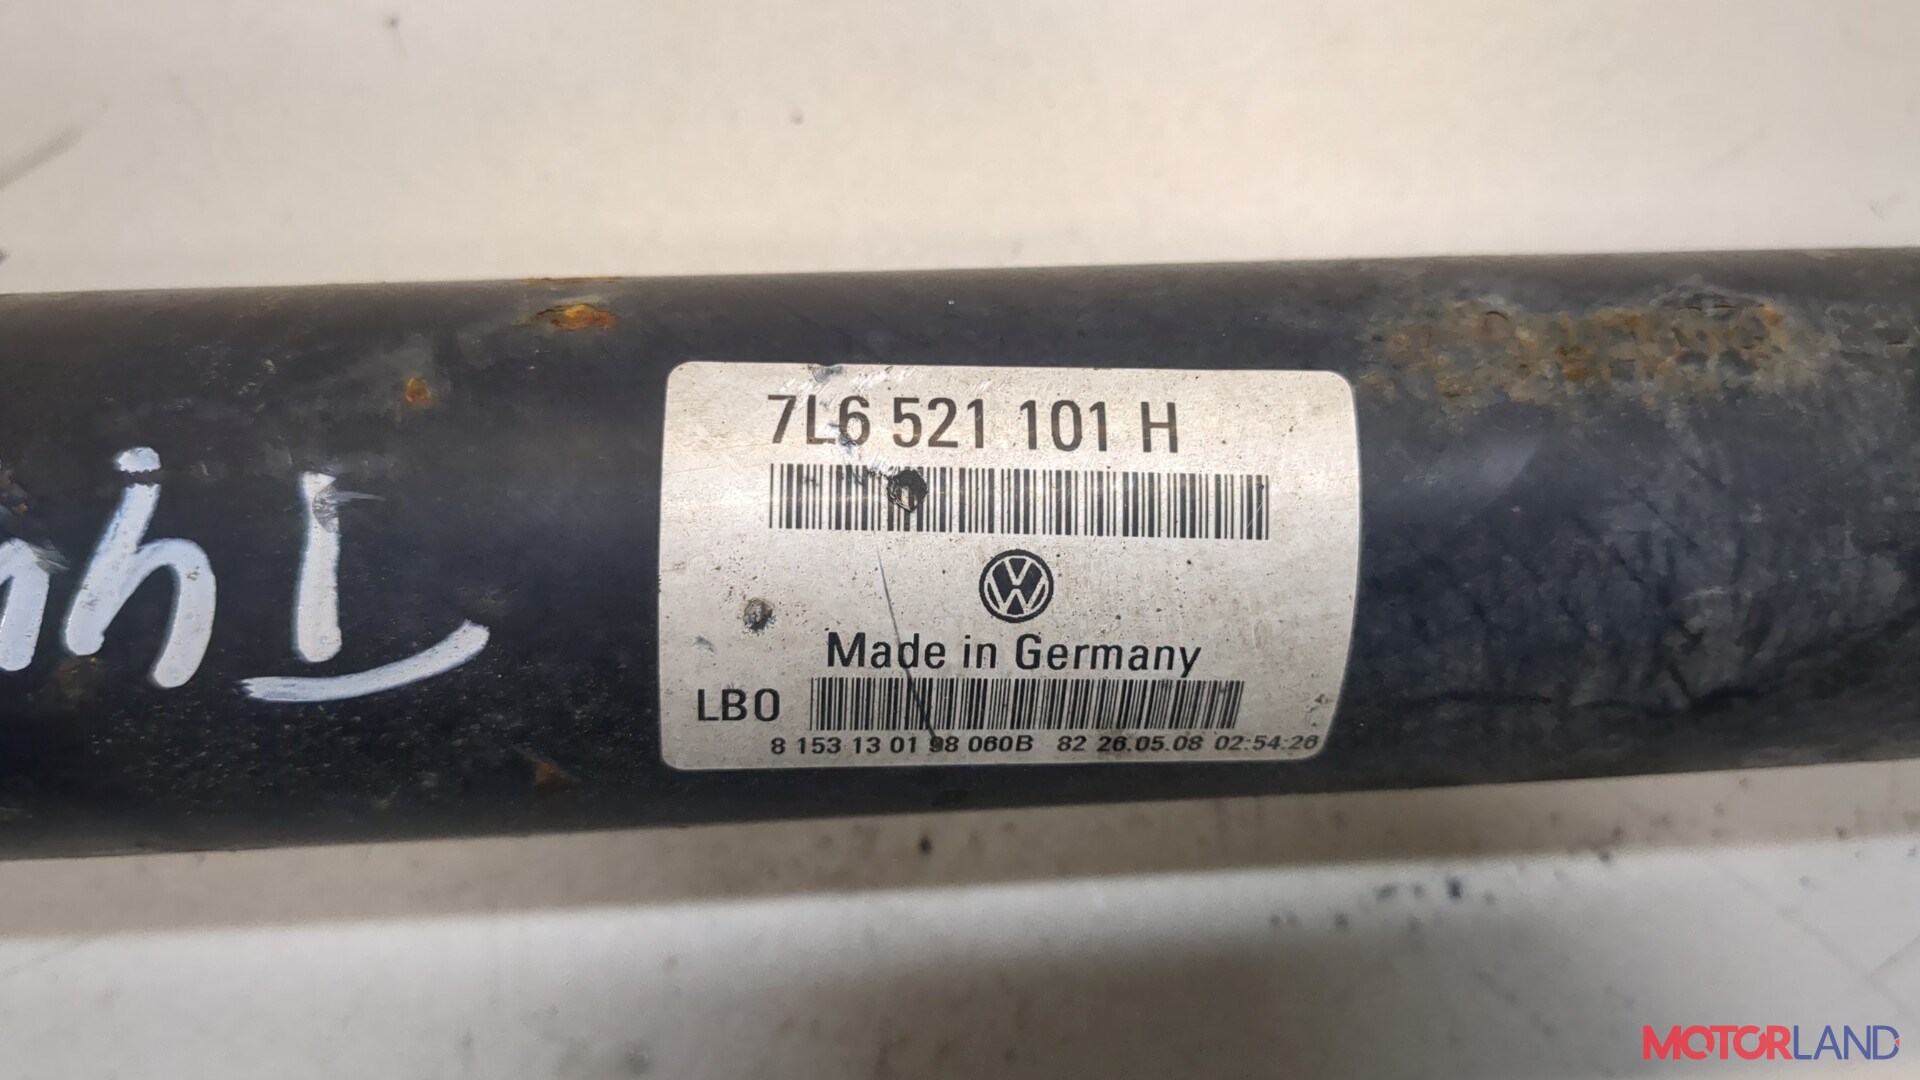 7L6 521 101 H
Made in Germany
LB0
8 153 13 01 98 060B 82 26.05.08 02:54:26
MOTORLAND